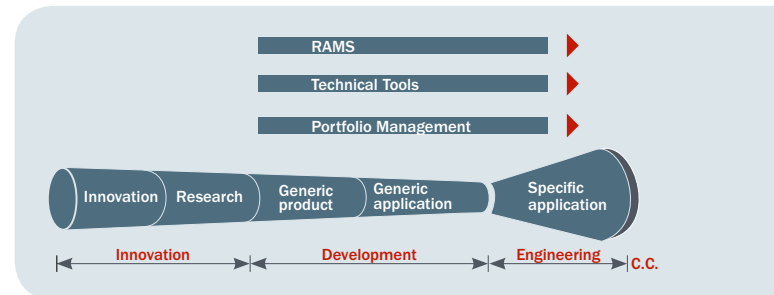 RAMS
Technical Tools
Portfolio Management
Innovation
Research
Generic
product
Generic
application
Specific
application
Innovation
Development
Engineering
C.C.